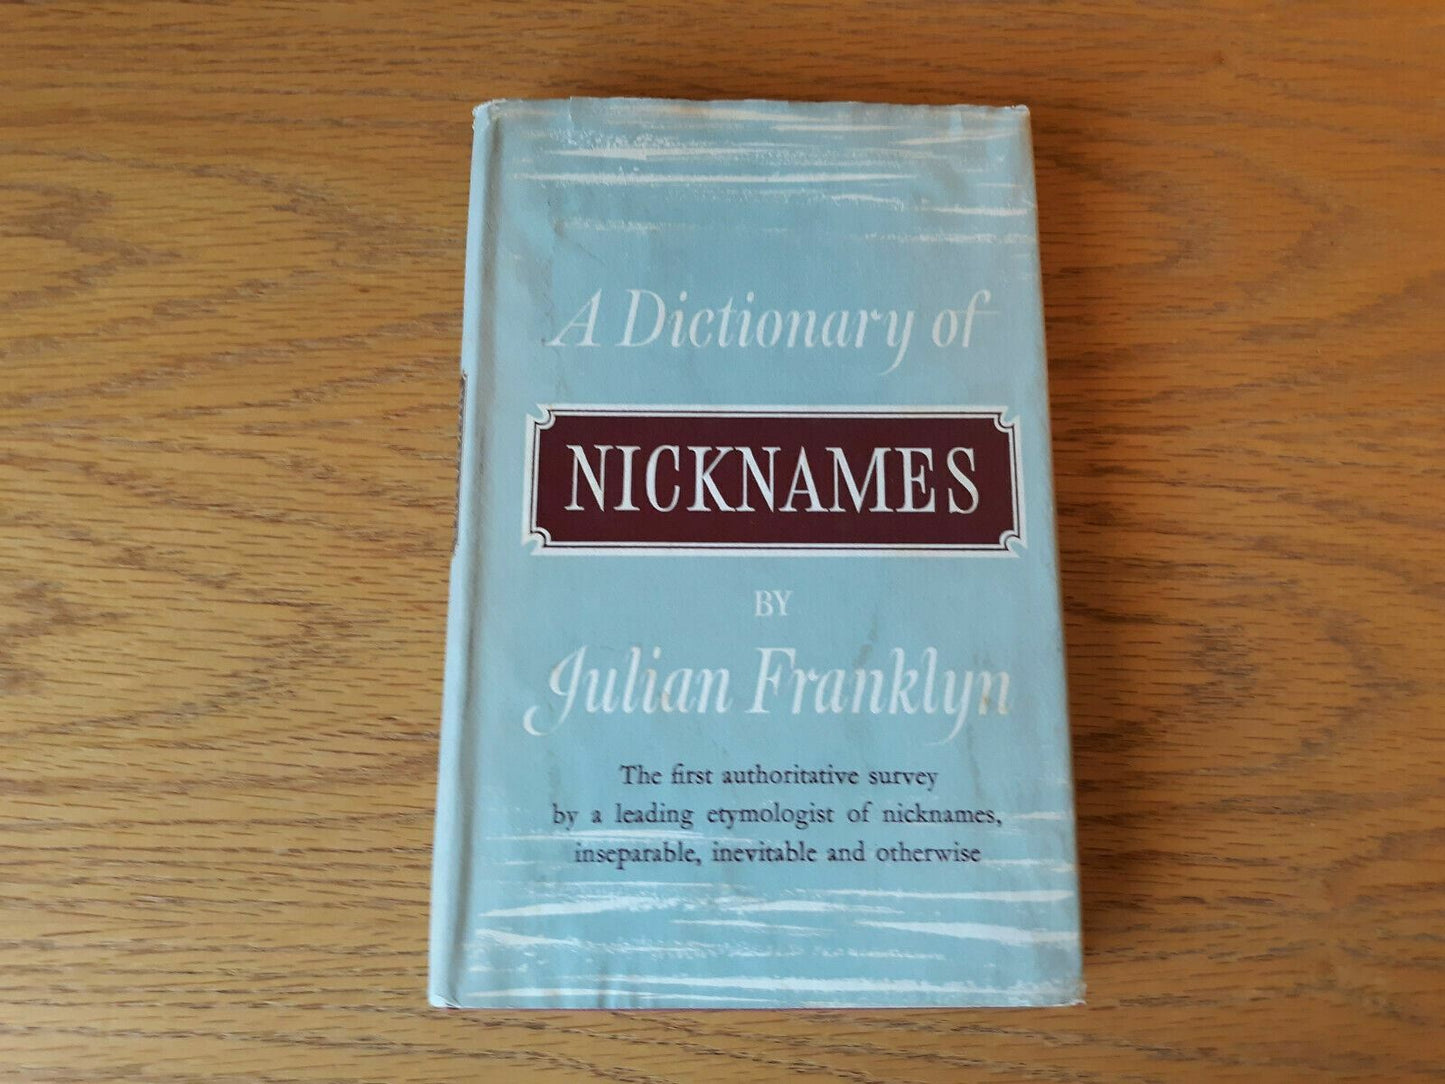 A Dictionary of
NICKNAMES
BY
Julian Franklyn
The first authoritative survey
by a leading etymologist of nicknames,
inseparable, inevitable and otherwise